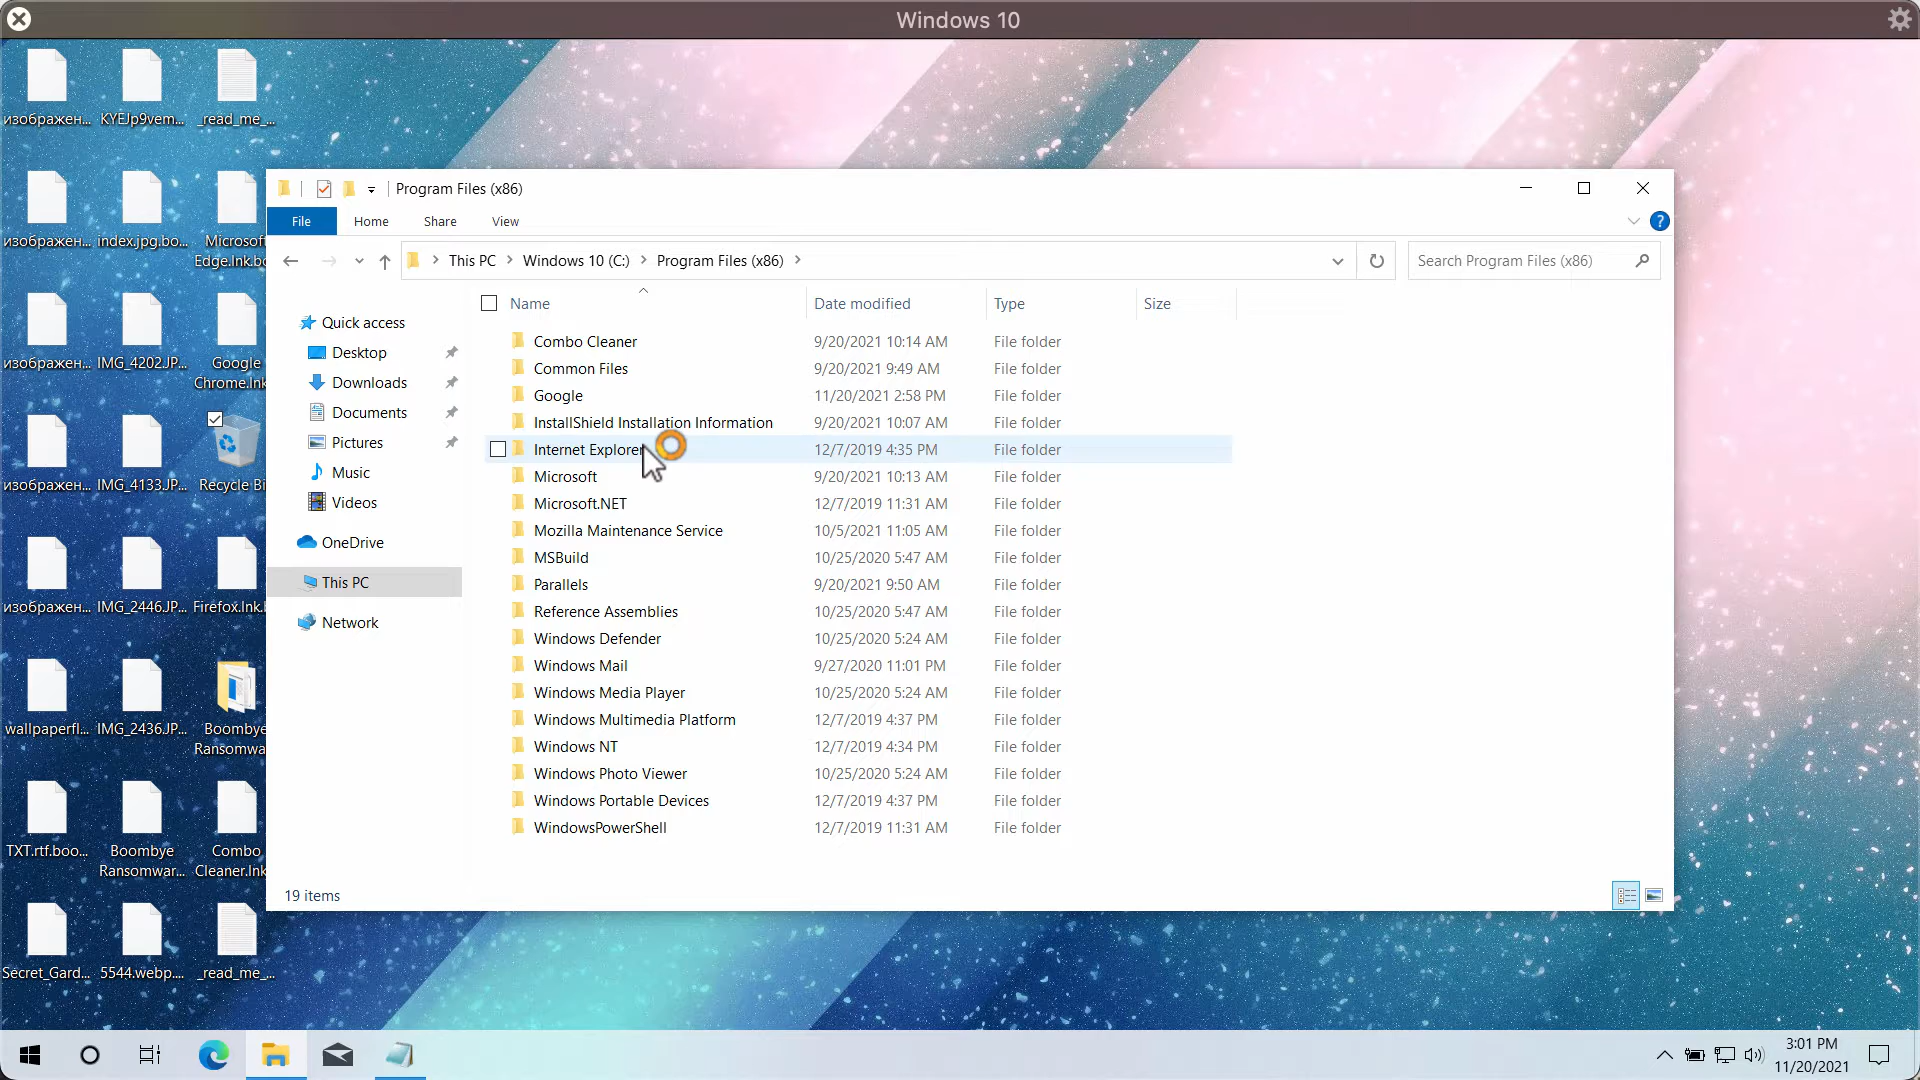 Windows 10
изображен...
KYEJp9vem...
_read_me_...
изображен...
index.jpg.bo...
Microsoft
Edge.lnk.bo
изображен...
IMG_4202.JP...
Google
Chrome.lnk
изображен...
IMG_4133.JP...
Recycle Bi
изображен...
IMG_2446.JP...
Firefox.lnk.
wallpaperfl...
IMG_2436.JP...
Boombye
Ransomwa
TXT.rtf.boo...
Boombye
Ransomwar...
Combo
Cleaner.lnk
Secret_Gard...
5544.webp....
_read_me_...
Program Files (x86)
File
Home
Share
View
This PC
Windows 10 (C:)
Program Files (x86)
Search Program Files (x86)
Quick access
Desktop
Downloads
Documents
Pictures
Music
Videos
OneDrive
This PC
Network
Name Date modified Type Size
Combo Cleaner 9/20/2021 10:14 AM File folder
Common Files 9/20/2021 9:49 AM File folder
Google 11/20/2021 2:58 PM File folder
InstallShield Installation Information 9/20/2021 10:07 AM File folder
Internet Explorer 12/7/2019 4:35 PM File folder
Microsoft 9/20/2021 10:13 AM File folder
Microsoft.NET 12/7/2019 11:31 AM File folder
Mozilla Maintenance Service 10/5/2021 11:05 AM File folder
MSBuild 10/25/2020 5:47 AM File folder
Parallels 9/20/2021 9:50 AM File folder
Reference Assemblies 10/25/2020 5:47 AM File folder
Windows Defender 10/25/2020 5:24 AM File folder
Windows Mail 9/27/2020 11:01 PM File folder
Windows Media Player 10/25/2020 5:24 AM File folder
Windows Multimedia Platform 12/7/2019 4:37 PM File folder
Windows NT 12/7/2019 4:34 PM File folder
Windows Photo Viewer 10/25/2020 5:24 AM File folder
Windows Portable Devices 12/7/2019 4:37 PM File folder
WindowsPowerShell 12/7/2019 11:31 AM File folder
19 items
3:01 PM
11/20/2021